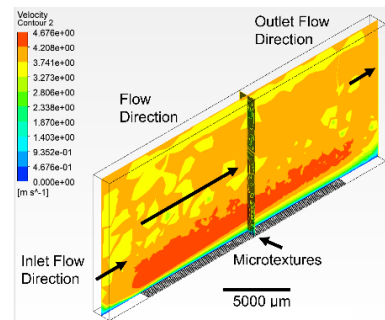 Velocity
Contour 2
4.676e+00
4.208e+00
3.741e+00
3.273e+00
2.806e+00
2.338e+00
1.870e+00
1.403e+00
9.352e-01
4.676e-01
0.000e+00
[m s^-1]
Outlet Flow
Direction
Flow
Direction
Inlet Flow
Direction
Microtextures
5000 µm